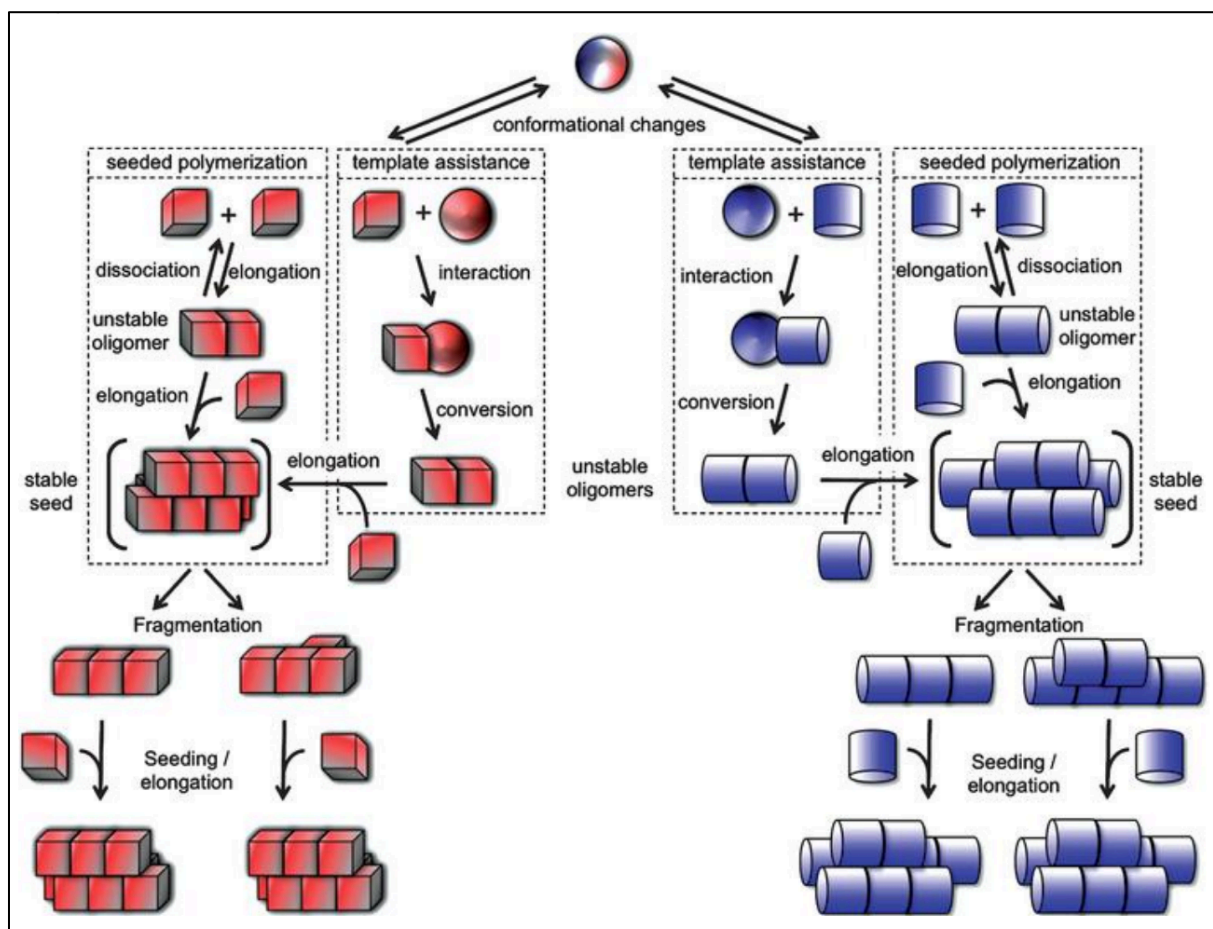 conformational changes
seeded polymerization
template assistance
template assistance
seeded polymerization
+
+
+
+
dissociation
elongation
interaction
interaction
elongation
dissociation
unstable
oligomer
unstable
oligomer
elongation
conversion
conversion
elongation
stable
seed
elongation
unstable
oligomers
elongation
stable
seed
Fragmentation
Fragmentation
Seeding /
elongation
Seeding /
elongation